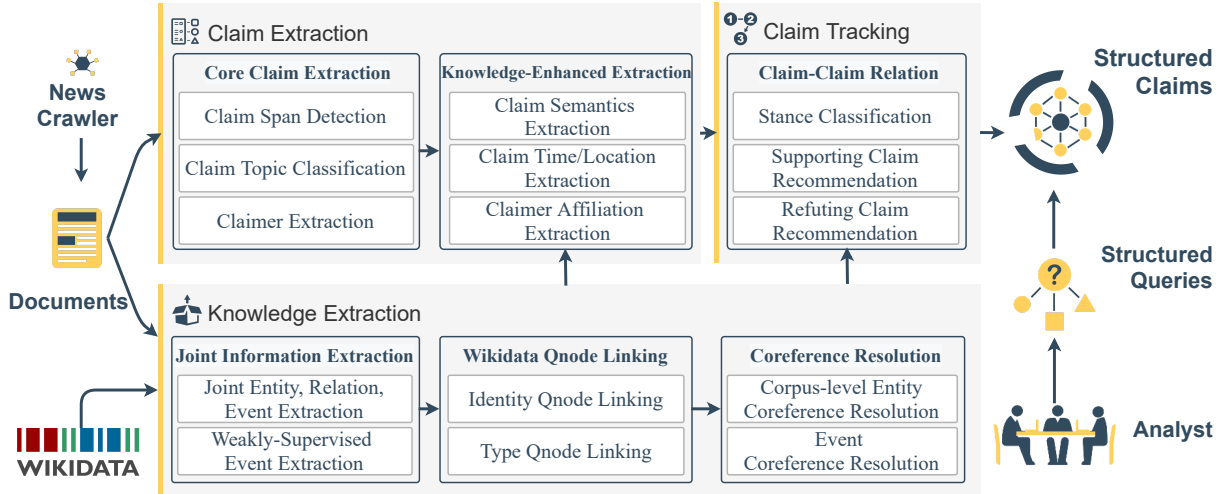 News
Crawler
Documents
WIKIDATA
Claim Extraction
Core Claim Extraction
Claim Span Detection
Claim Topic Classification
Claimer Extraction
Knowledge-Enhanced Extraction
Claim Semantics
Extraction
Claim Time/Location
Extraction
Claimer Affiliation
Extraction
1
2
3
Claim Tracking
Claim-Claim Relation
Stance Classification
Supporting Claim
Recommendation
Refuting Claim
Recommendation
Knowledge Extraction
Joint Information Extraction
Joint Entity, Relation,
Event Extraction
Weakly-Supervised
Event Extraction
Wikidata Qnode Linking
Identity Qnode Linking
Type Qnode Linking
Coreference Resolution
Corpus-level Entity
Coreference Resolution
Event
Coreference Resolution
Structured
Claims
Structured
Queries
?
Analyst